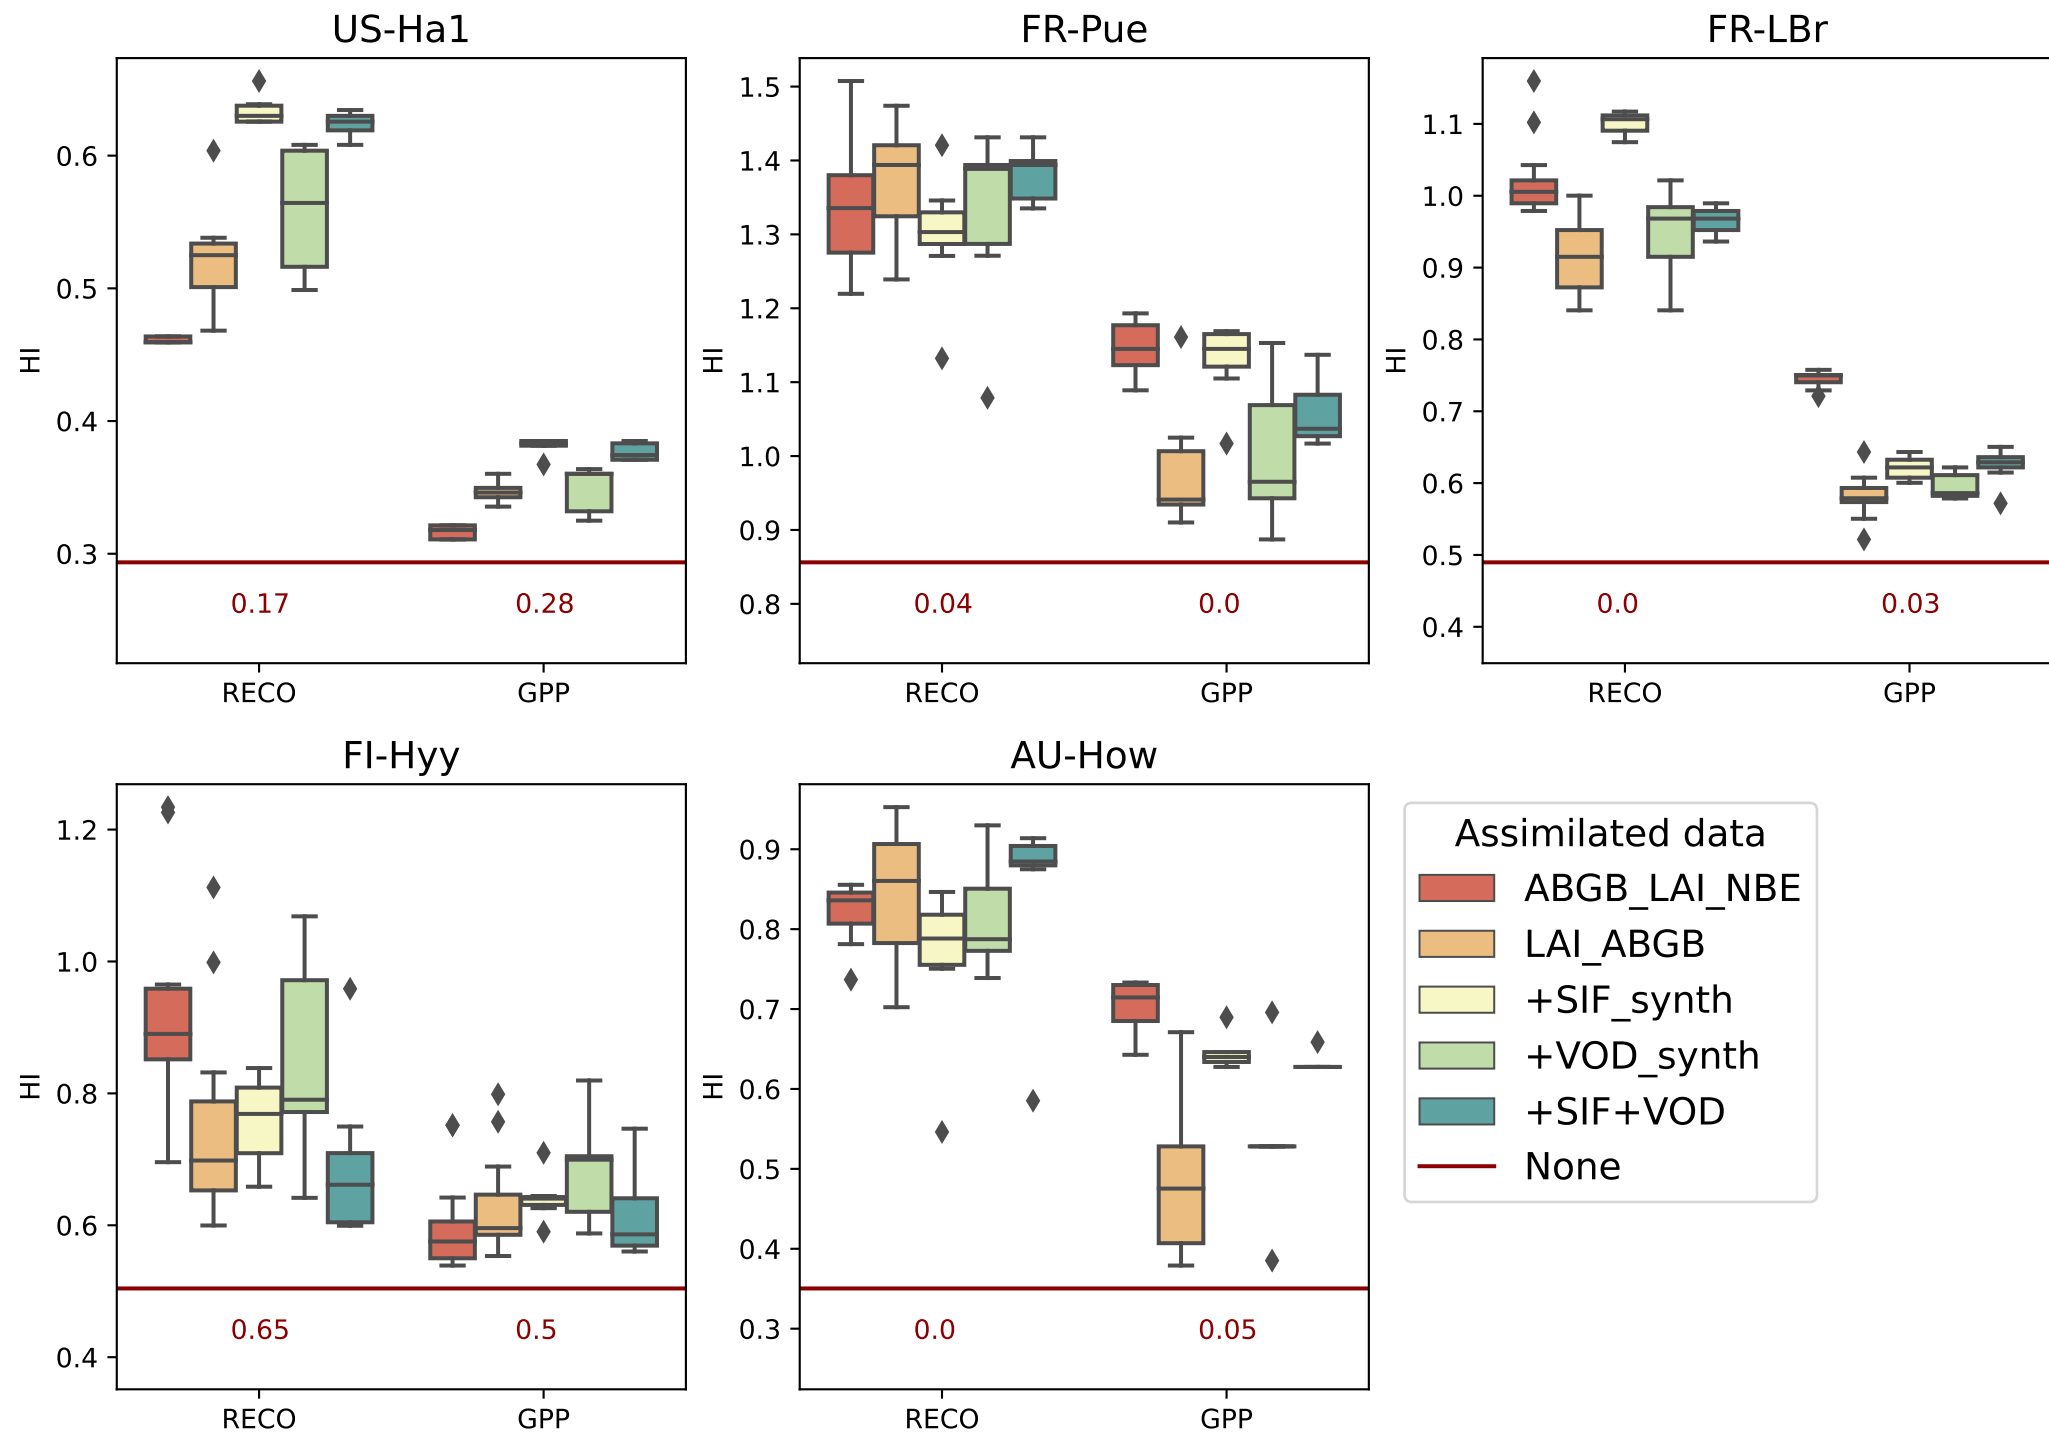 US-Ha1
HI
0.6
0.5
0.4
0.3
0.17
0.28
RECO
GPP
FR-Pue
HI
1.5
1.4
1.3
1.2
1.1
1.0
0.9
0.8
0.04
0.0
RECO
GPP
FR-LBr
HI
1.1
1.0
0.9
0.8
0.7
0.6
0.5
0.4
0.0
0.03
RECO
GPP
FI-Hyy
HI
1.2
1.0
0.8
0.6
0.4
0.65
0.5
RECO
GPP
AU-How
HI
0.9
0.8
0.7
0.6
0.5
0.4
0.3
0.0
0.05
RECO
GPP
Assimilated data
ABGB_LAI_NBE
LAI_ABGB
+SIF_synth
+VOD_synth
+SIF+VOD
None